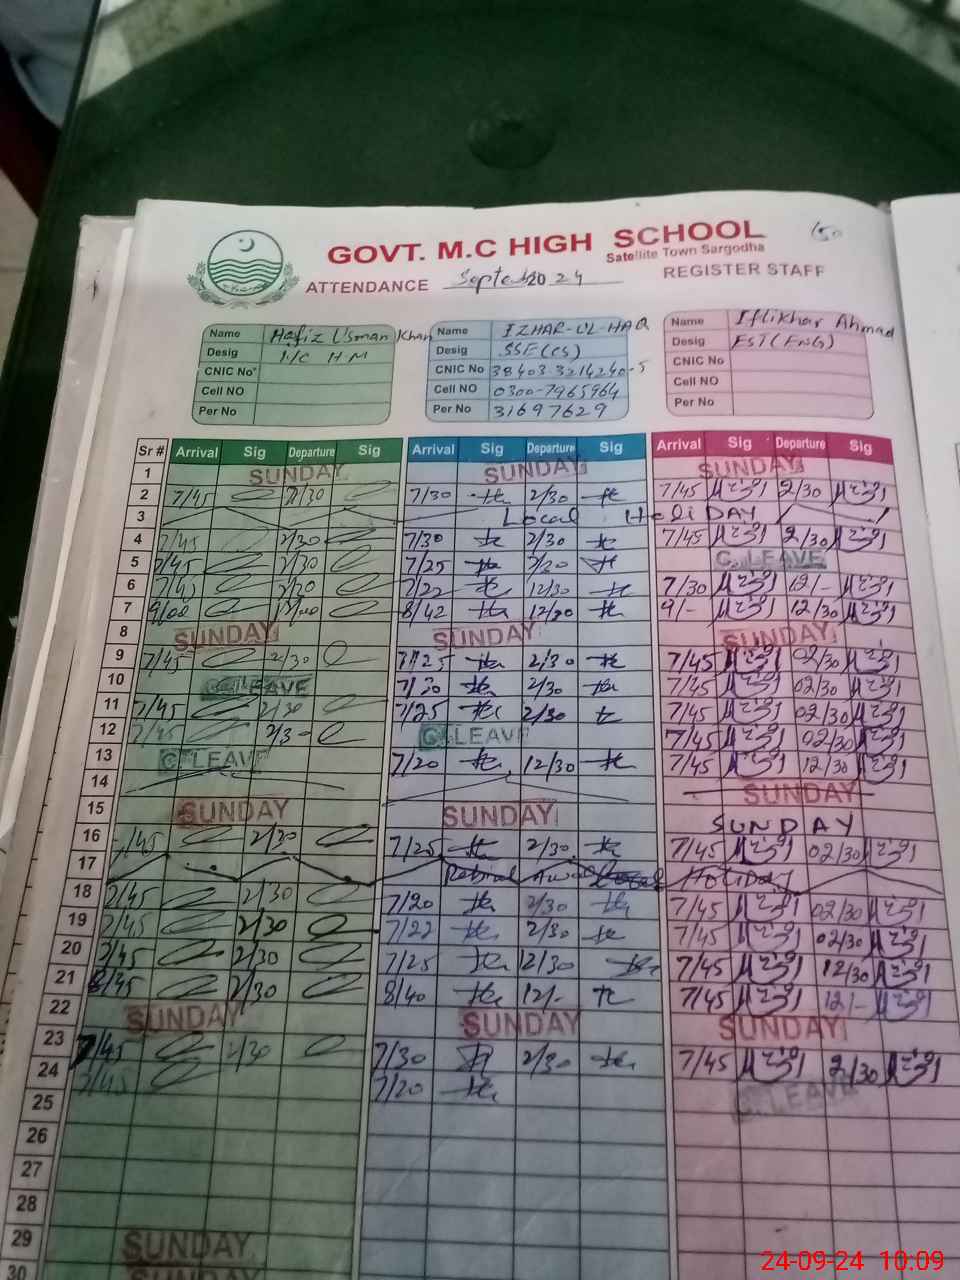 GOVT. M.C HIGH SCHOOL
Satellite Town Sargodha
ATTENDANCE 2024 REGISTER STAFF
Name Hafiz Usman Khan Name IZHAR-UL-HAQ Name Iftikhar Ahmad
Desig I/C HM Desig SSE(CS) Desig EST(ENG)
CNIC No CNIC No 38403-3214240-5 CNIC No
Cell NO Cell NO 0300-7965964 Cell NO
Per No Per No 31697629 Per No
Sr # Arrival Sig Departure Sig Arrival Sig Departure Sig Arrival Sig Departure Sig
1 SUNDAY SUNDAY SUNDAY
2 7/45 2/30 7/30 2/30 7/45 2/30
3 Local Holi DAY
4 7/45 2/30 7/30 2/30 7/45 2/30
5 7/45 2/30 7/25 2/30 C. LEAVE
6 7/45 2/30 7/22 12/30 7/30 12/-
7 9/00 8/42 12/30 9/- 12/30
8 SUNDAY SUNDAY SUNDAY
9 7/45 2/30 7/25 2/30 7/45 02/30
10 C. LEAVE 7/30 2/30 7/45 02/30
11 7/45 2/30 7/25 2/30 7/45 02/30
12 7/45 C. LEAVE 7/45 02/30
13 C. LEAVE 7/20 12/30 7/45 12/30
14 SUNDAY
15 SUNDAY SUNDAY SUNDAY
16 7/45 2/30 7/25 2/30 7/45 02/30
17 Holiday
18 7/45 2/30 7/20 2/30 7/45 02/30
19 7/45 2/30 7/22 2/30 7/45 02/30
20 7/45 2/30 7/25 12/30 7/45 12/30
21 8/45 2/30 8/40 12/- 7/45 12/-
22 SUNDAY SUNDAY SUNDAY
23 7/45 2/30 7/30 2/30 7/45 2/30
24 7/45 7/20 C. LEAVE
25
26
27
28
29 SUNDAY
30 SUNDAY
24-09-24 10:09